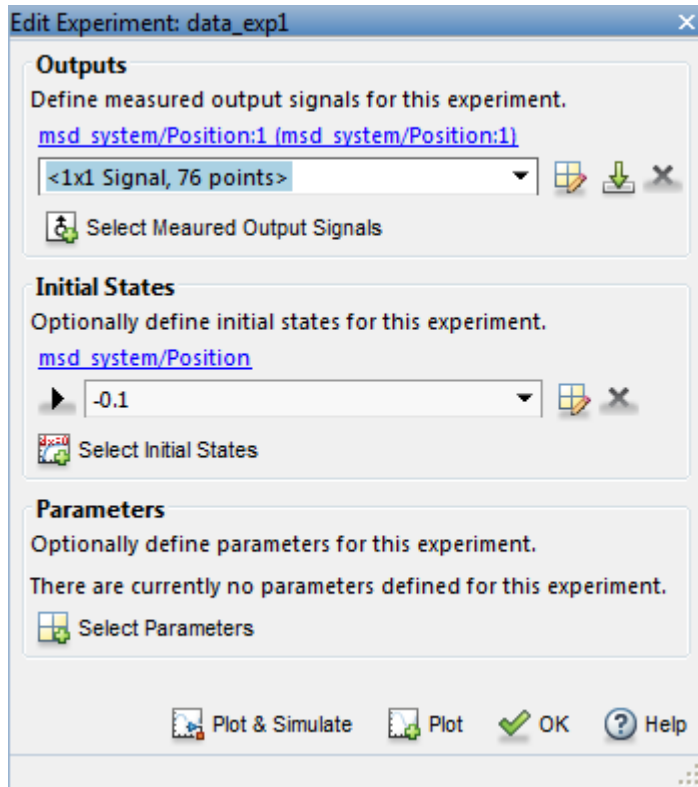 Edit Experiment: data_exp1
Outputs
Define measured output signals for this experiment.
msd_system/Position:1 (msd_system/Position:1)
<1x1 Signal, 76 points>
Select Meaured Output Signals
Initial States
Optionally define initial states for this experiment.
msd_system/Position
-0.1
Select Initial States
Parameters
Optionally define parameters for this experiment.
There are currently no parameters defined for this experiment.
Select Parameters
Plot & Simulate Plot OK Help